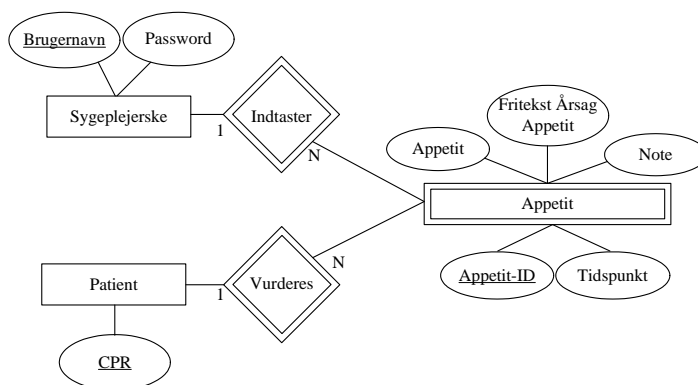 Brugernavn
Password
Sygeplejerske
1
Indtaster
N
Fritekst Årsag
Appetit
Appetit
Note
Appetit
Appetit-ID
Tidspunkt
Patient
1
Vurderes
N
CPR